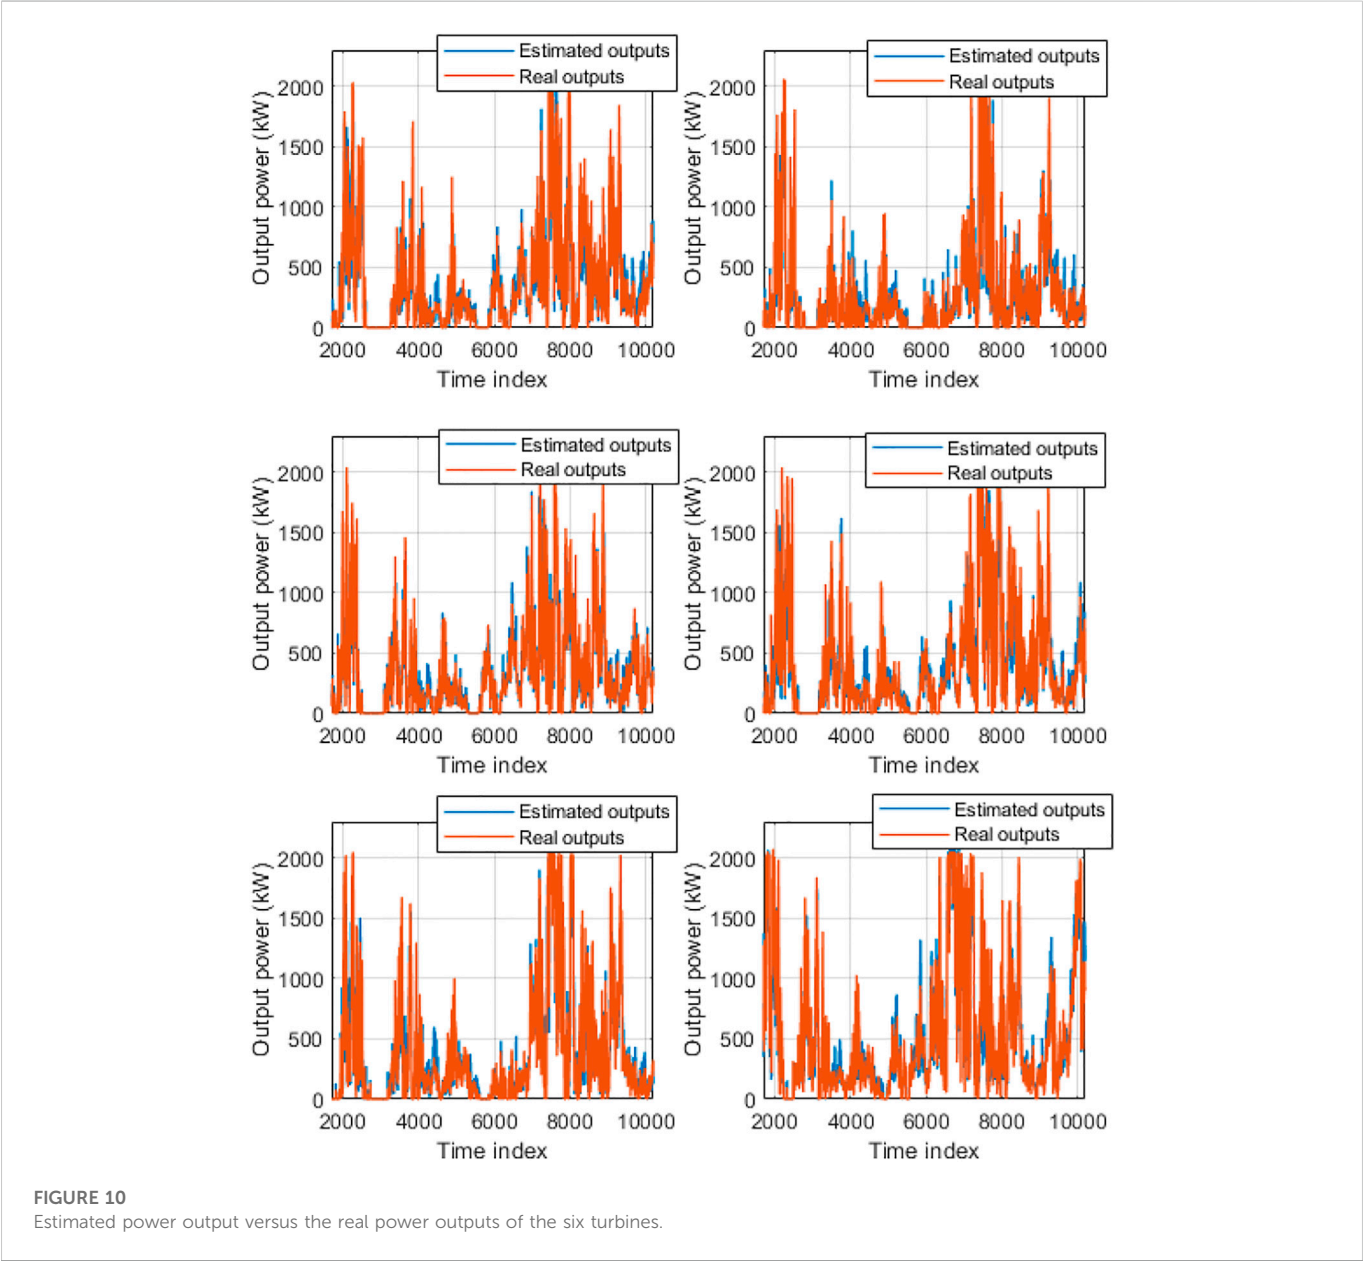 Estimated outputs
Real outputs
Output power (kW)
2000
1500
1000
500
0
2000 4000 6000 8000 10000
Time index
Estimated outputs
Real outputs
Output power (kW)
2000
1500
1000
500
0
2000 4000 6000 8000 10000
Time index
Estimated outputs
Real outputs
Output power (kW)
2000
1500
1000
500
0
2000 4000 6000 8000 10000
Time index
Estimated outputs
Real outputs
Output power (kW)
2000
1500
1000
500
0
2000 4000 6000 8000 10000
Time index
Estimated outputs
Real outputs
Output power (kW)
2000
1500
1000
500
0
2000 4000 6000 8000 10000
Time index
Estimated outputs
Real outputs
Output power (kW)
2000
1500
1000
500
0
2000 4000 6000 8000 10000
Time index
FIGURE 10
Estimated power output versus the real power outputs of the six turbines.